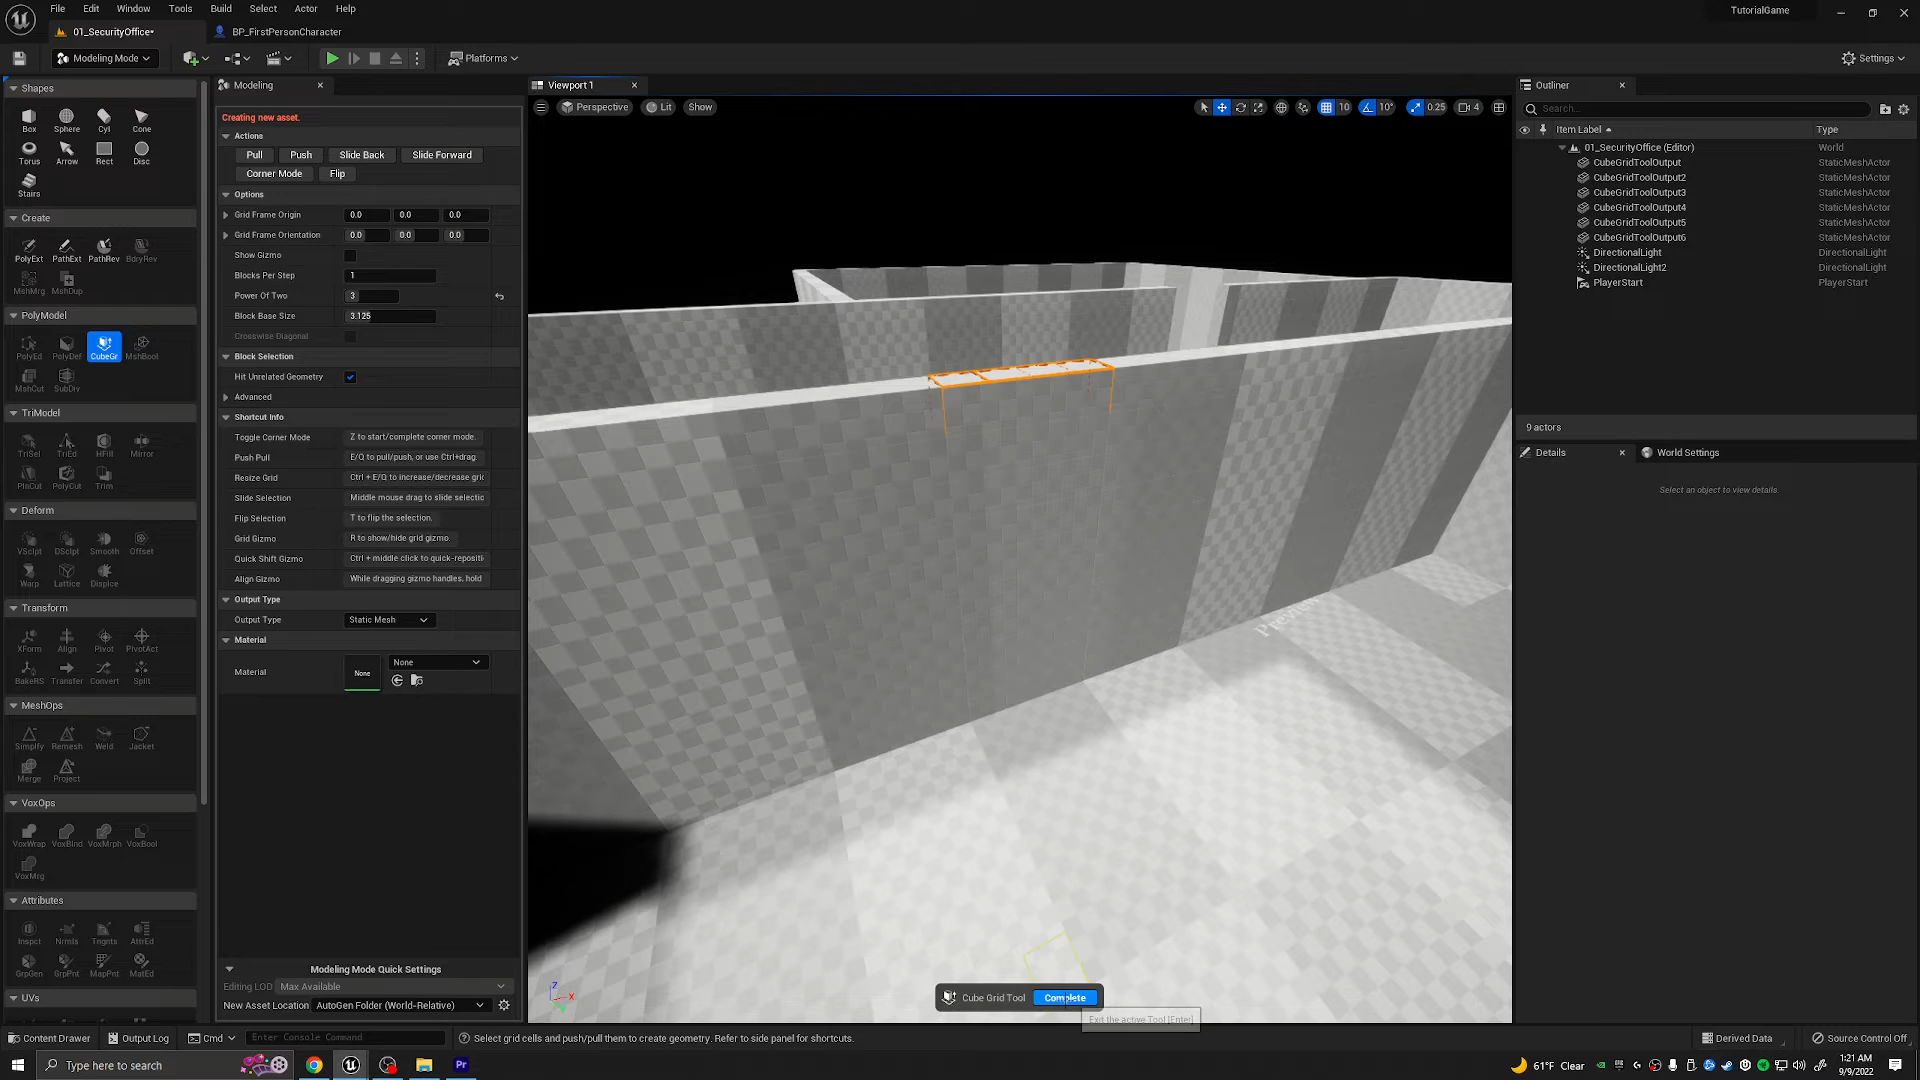 File Edit Window Tools Build Select Actor Help
TutorialGame
01_SecurityOffice•
BP_FirstPersonCharacter
Modeling Mode
Platforms
Settings
Shapes
Box Sphere Cyl Cone
Torus Arrow Rect Disc
Stairs
Create
PolyExt PathExt PathRev BdryRev
MshMrg MshDup
PolyModel
PolyEd PolyDef CubeGr MshBool
MshCut SubDiv
TriModel
TriSel TriEd HFill Mirror
PlnCut PolyCut Trim
Deform
VSclpt DSclpt Smooth Offset
Warp Lattice Displce
Transform
XForm Align Pivot PivotAct
BakeRS Transfer Convert Split
MeshOps
Simplfy Remesh Weld Jacket
Merge Project
VoxOps
VoxWrap VoxBlnd VoxMrph VoxBool
VoxMrg
Attributes
Inspct Nrmls Tngnts AttrEd
GrpGen GrpPnt MapPnt MatEd
UVs
Modeling
Creating new asset.
Actions
Pull Push Slide Back Slide Forward
Corner Mode Flip
Options
Grid Frame Origin 0.0 0.0 0.0
Grid Frame Orientation 0.0 0.0 0.0
Show Gizmo
Blocks Per Step 1
Power Of Two 3
Block Base Size 3.125
Crosswise Diagonal
Block Selection
Hit Unrelated Geometry
Advanced
Shortcut Info
Toggle Corner Mode Z to start/complete corner mode.
Push Pull E/Q to pull/push, or use Ctrl+drag.
Resize Grid Ctrl + E/Q to increase/decrease gric
Slide Selection Middle mouse drag to slide selectio
Flip Selection T to flip the selection.
Grid Gizmo R to show/hide grid gizmo.
Quick Shift Gizmo Ctrl + middle click to quick-repositi
Align Gizmo While dragging gizmo handles, hold
Output Type
Output Type Static Mesh
Material
Material None None
Modeling Mode Quick Settings
Editing LOD Max Available
New Asset Location AutoGen Folder (World-Relative)
Viewport 1
Perspective Lit Show
10 10° 0.25 4
Preview
Z
X
Cube Grid Tool Complete
Exit the active Tool [Enter]
Outliner
Search...
Item Label Type
01_SecurityOffice (Editor) World
CubeGridToolOutput StaticMeshActor
CubeGridToolOutput2 StaticMeshActor
CubeGridToolOutput3 StaticMeshActor
CubeGridToolOutput4 StaticMeshActor
CubeGridToolOutput5 StaticMeshActor
CubeGridToolOutput6 StaticMeshActor
DirectionalLight DirectionalLight
DirectionalLight2 DirectionalLight
PlayerStart PlayerStart
9 actors
Details World Settings
Select an object to view details.
Content Drawer Output Log Cmd Enter Console Command
Select grid cells and push/pull them to create geometry. Refer to side panel for shortcuts.
Derived Data Source Control Off
Type here to search
Pr
61°F Clear
1:21 AM
9/9/2022